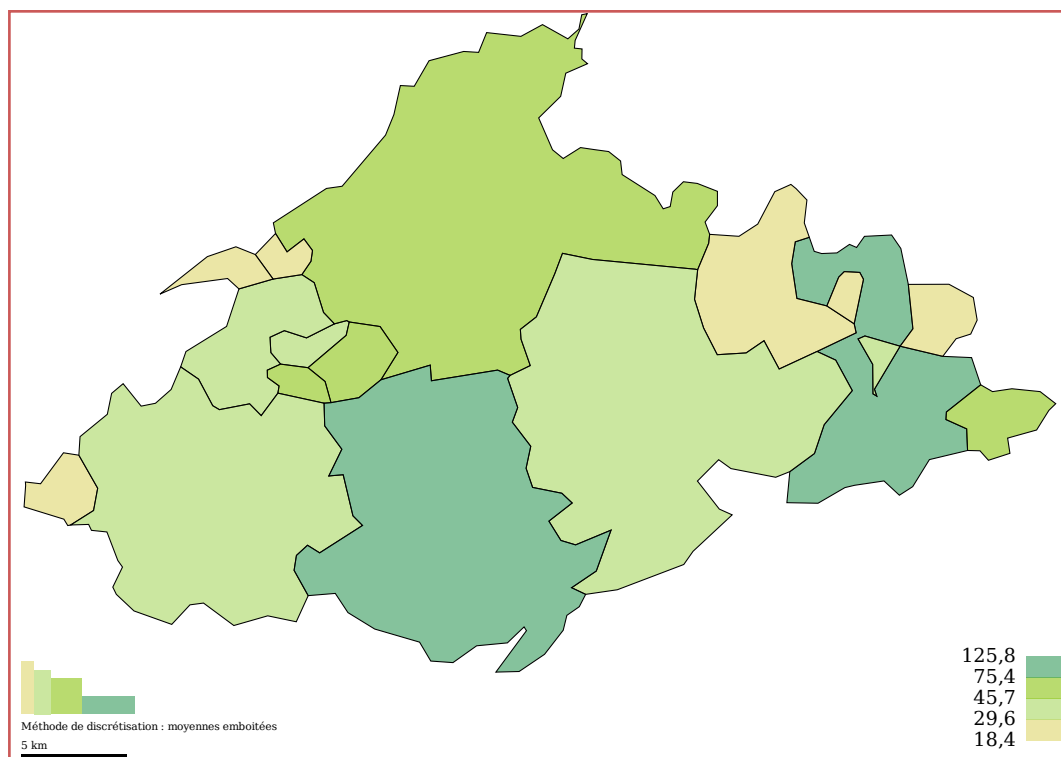 125,8
75,4
45,7
29,6
18,4
Méthode de discrétisation : moyennes emboitées
5 km